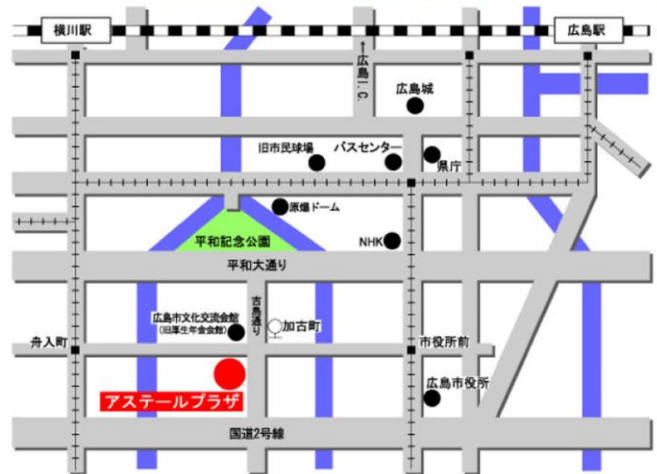 横川駅
広島駅
←広島I.C.
広島城
旧市民球場
バスセンター
県庁
原爆ドーム
平和記念公園
NHK
平和大通り
吉島通り
広島市文化交流会館
(旧厚生年金会館)
加古町
舟入町
市役所前
広島市役所
アステールプラザ
国道2号線